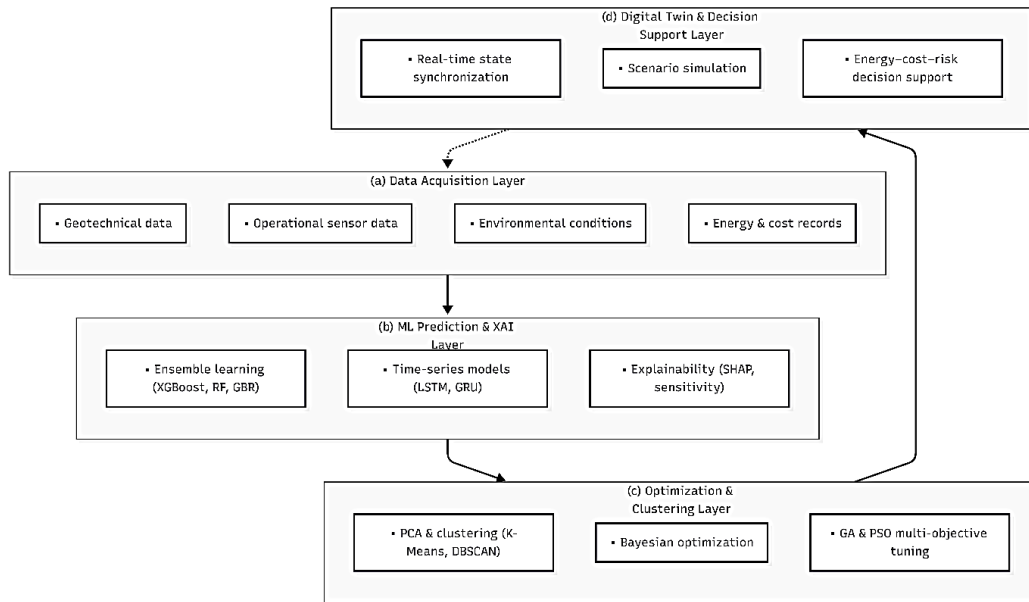 (d) Digital Twin & Decision
Support Layer
▪ Real-time state
synchronization
▪ Scenario simulation
▪ Energy–cost–risk
decision support
(a) Data Acquisition Layer
▪ Geotechnical data
▪ Operational sensor data
▪ Environmental conditions
▪ Energy & cost records
(b) ML Prediction & XAI
Layer
▪ Ensemble learning
(XGBoost, RF, GBR)
▪ Time-series models
(LSTM, GRU)
▪ Explainability (SHAP,
sensitivity)
(c) Optimization &
Clustering Layer
▪ PCA & clustering (K-
Means, DBSCAN)
▪ Bayesian optimization
▪ GA & PSO multi-objective
tuning